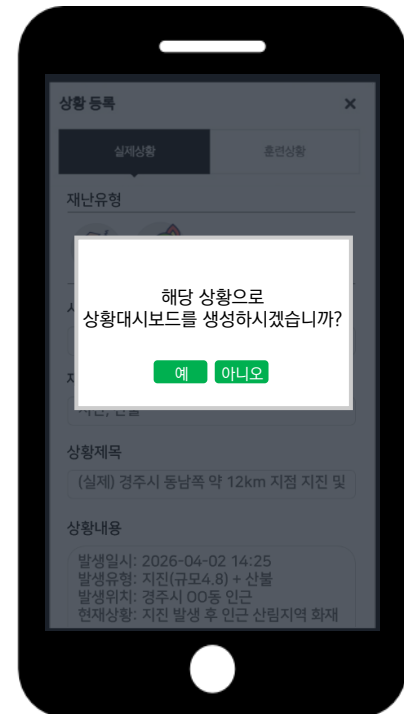 상황 등록
×
실제상황
훈련상황
재난유형
해당 상황으로
상황대시보드를 생성하시겠습니까?
예
아니오
상황제목
(실제) 경주시 동남쪽 약 12km 지점 지진 및
상황내용
발생일시: 2026-04-02 14:25
발생유형: 지진(규모4.8) + 산불
발생위치: 경주시 OO동 인근
현재상황: 지진 발생 후 인근 산림지역 화재